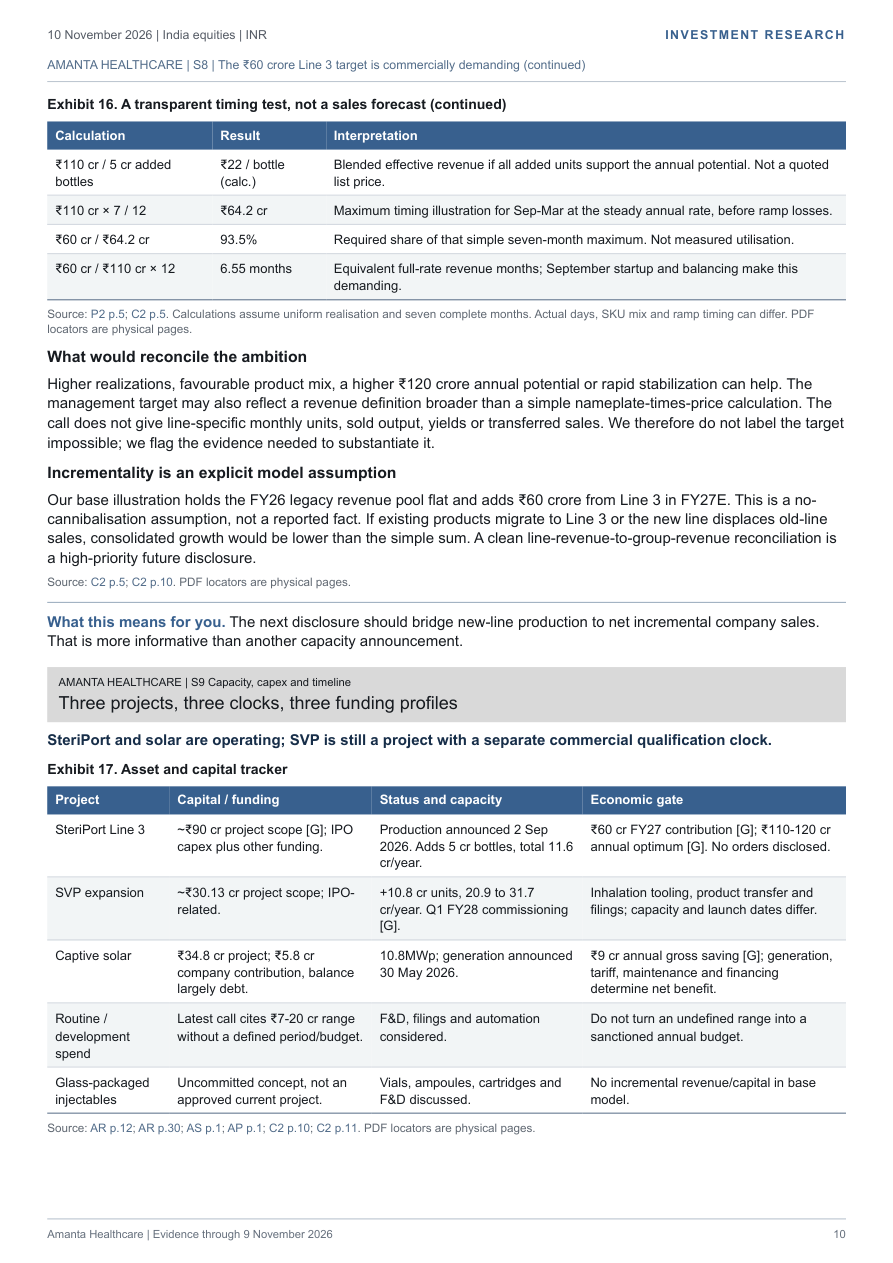 10 November 2026 | India equities | INR
INVESTMENT RESEARCH
AMANTA HEALTHCARE | S8 | The ₹60 crore Line 3 target is commercially demanding (continued)
Exhibit 16. A transparent timing test, not a sales forecast (continued)
Calculation Result Interpretation
₹110 cr / 5 cr added ₹22 / bottle Blended effective revenue if all added units support the annual potential. Not a quoted
bottles (calc.) list price.
₹110 cr × 7 / 12 ₹64.2 cr Maximum timing illustration for Sep-Mar at the steady annual rate, before ramp losses.
₹60 cr / ₹64.2 cr 93.5% Required share of that simple seven-month maximum. Not measured utilisation.
₹60 cr / ₹110 cr × 12 6.55 months Equivalent full-rate revenue months; September startup and balancing make this
demanding.
Source: P2 p.5; C2 p.5. Calculations assume uniform realisation and seven complete months. Actual days, SKU mix and ramp timing can differ. PDF
locators are physical pages.
What would reconcile the ambition
Higher realizations, favourable product mix, a higher ₹120 crore annual potential or rapid stabilization can help. The
management target may also reflect a revenue definition broader than a simple nameplate-times-price calculation. The
call does not give line-specific monthly units, sold output, yields or transferred sales. We therefore do not label the target
impossible; we flag the evidence needed to substantiate it.
Incrementality is an explicit model assumption
Our base illustration holds the FY26 legacy revenue pool flat and adds ₹60 crore from Line 3 in FY27E. This is a no-
cannibalisation assumption, not a reported fact. If existing products migrate to Line 3 or the new line displaces old-line
sales, consolidated growth would be lower than the simple sum. A clean line-revenue-to-group-revenue reconciliation is
a high-priority future disclosure.
Source: C2 p.5; C2 p.10. PDF locators are physical pages.
What this means for you. The next disclosure should bridge new-line production to net incremental company sales.
That is more informative than another capacity announcement.
AMANTA HEALTHCARE | S9 Capacity, capex and timeline
Three projects, three clocks, three funding profiles
SteriPort and solar are operating; SVP is still a project with a separate commercial qualification clock.
Exhibit 17. Asset and capital tracker
Project Capital / funding Status and capacity Economic gate
SteriPort Line 3 ~₹90 cr project scope [G]; IPO Production announced 2 Sep ₹60 cr FY27 contribution [G]; ₹110-120 cr
capex plus other funding. 2026. Adds 5 cr bottles, total 11.6 annual optimum [G]. No orders disclosed.
cr/year.
SVP expansion ~₹30.13 cr project scope; IPO- +10.8 cr units, 20.9 to 31.7 Inhalation tooling, product transfer and
related. cr/year. Q1 FY28 commissioning filings; capacity and launch dates differ.
[G].
Captive solar ₹34.8 cr project; ₹5.8 cr 10.8MWp; generation announced ₹9 cr annual gross saving [G]; generation,
company contribution, balance 30 May 2026. tariff, maintenance and financing
largely debt. determine net benefit.
Routine / Latest call cites ₹7-20 cr range F&D, filings and automation Do not turn an undefined range into a
development without a defined period/budget. considered. sanctioned annual budget.
spend
Glass-packaged Uncommitted concept, not an Vials, ampoules, cartridges and No incremental revenue/capital in base
injectables approved current project. F&D discussed. model.
Source: AR p.12; AR p.30; AS p.1; AP p.1; C2 p.10; C2 p.11. PDF locators are physical pages.
Amanta Healthcare | Evidence through 9 November 2026
10